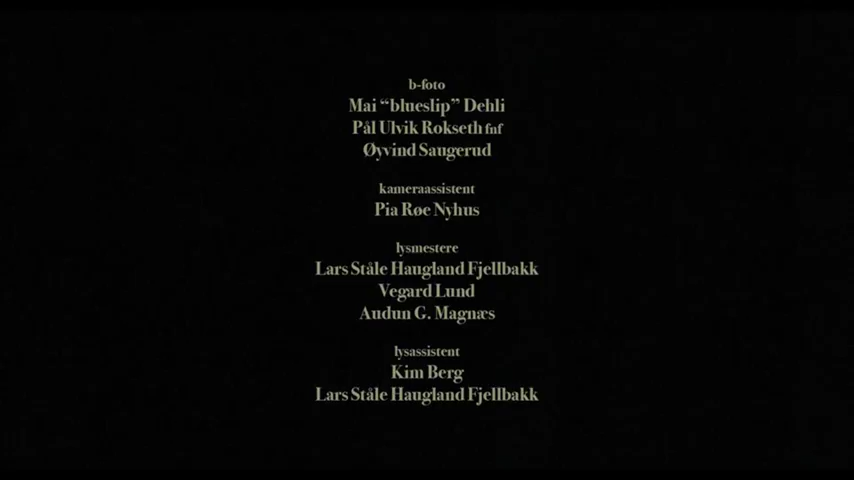 b-foto
Mai “blueslip” Dehli
Pål Ulvik Rokseth fnf
Øyvind Saugerud
kameraassistent
Pia Røe Nyhus
lysmestere
Lars Ståle Haugland Fjellbakk
Vegard Lund
Audun G. Magnæs
lysassistent
Kim Berg
Lars Ståle Haugland Fjellbakk